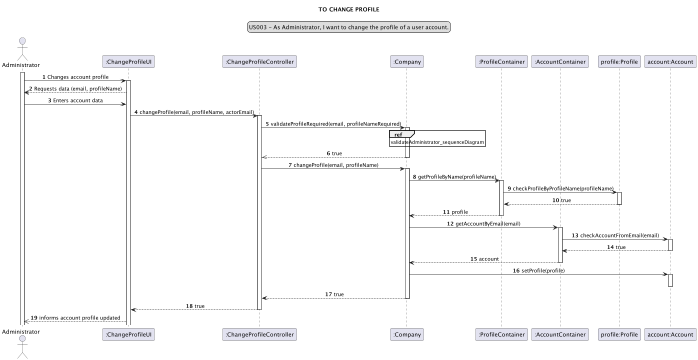 TO CHANGE PROFILE
US003 - As Administrator, I want to change the profile of a user account.
Administrator
:ChangeProfileUI
:ChangeProfileController
:Company
:ProfileContainer
:AccountContainer
profile:Profile
account:Account
1 Changes account profile
2 Requests data (email, profileName)
3 Enters account data
4 changeProfile(email, profileName, actorEmail)
5 validateProfileRequired(email, profileNameRequired)
ref
validateAdministrator_sequenceDiagram
6 true
7 changeProfile(email, profileName)
8 getProfileByName(profileName)
9 checkProfileByProfileName(profileName)
10 true
11 profile
12 getAccountByEmail(email)
13 checkAccountFromEmail(email)
14 true
15 account
16 setProfile(profile)
17 true
18 true
19 informs account profile updated
Administrator
:ChangeProfileUI
:ChangeProfileController
:Company
:ProfileContainer
:AccountContainer
profile:Profile
account:Account